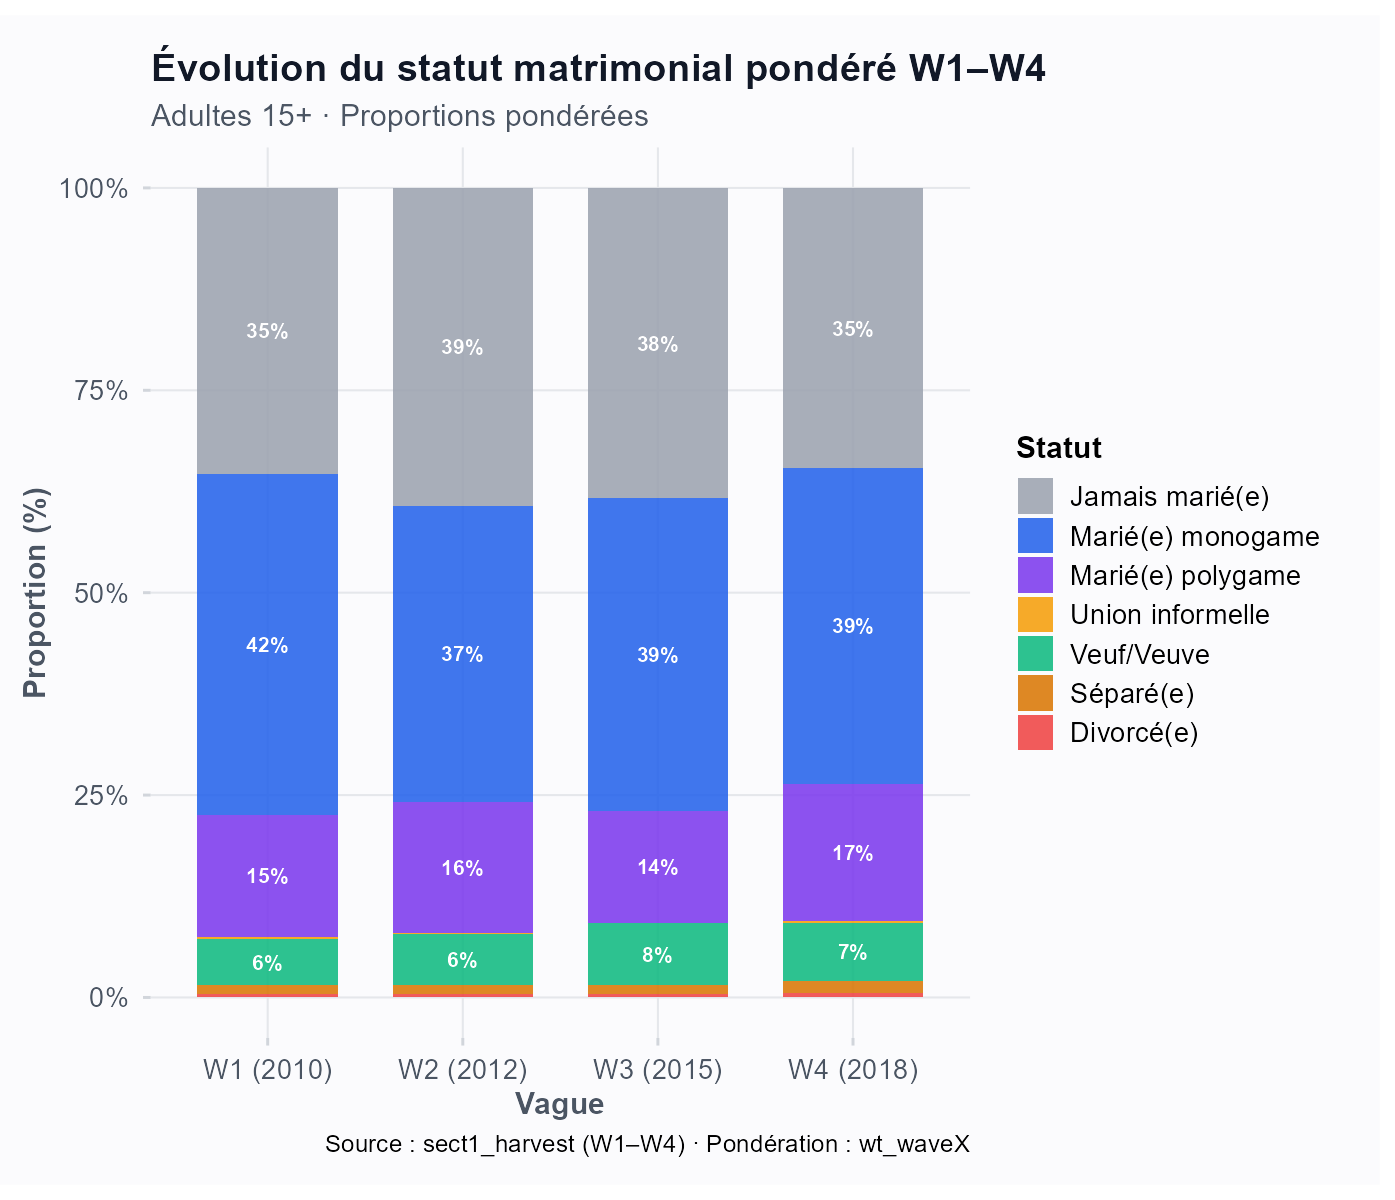 Évolution du statut matrimonial pondéré W1–W4
Adultes 15+ · Proportions pondérées
Proportion (%)
100%
75%
50%
25%
0%
35%
39%
38%
35%
42%
37%
39%
39%
15%
16%
14%
17%
6%
6%
8%
7%
W1 (2010)
W2 (2012)
W3 (2015)
W4 (2018)
Vague
Statut
Jamais marié(e)
Marié(e) monogame
Marié(e) polygame
Union informelle
Veuf/Veuve
Séparé(e)
Divorcé(e)
Source : sect1_harvest (W1–W4) · Pondération : wt_waveX